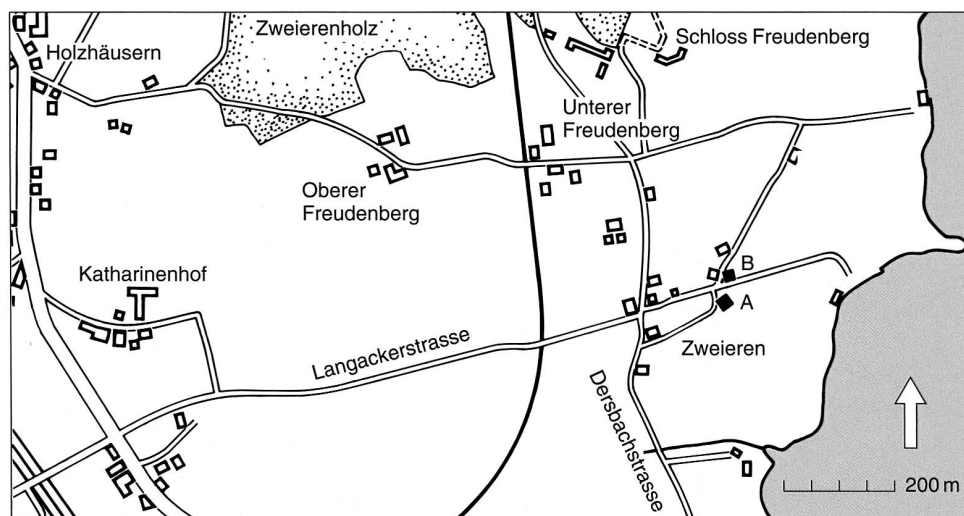 Zweierenholz
Holzhäusern
Schloss Freudenberg
Unterer
Freudenberg
Oberer
Freudenberg
Katharinenhof
B
A
Langackerstrasse
Zweieren
Dersbachstrasse
200 m